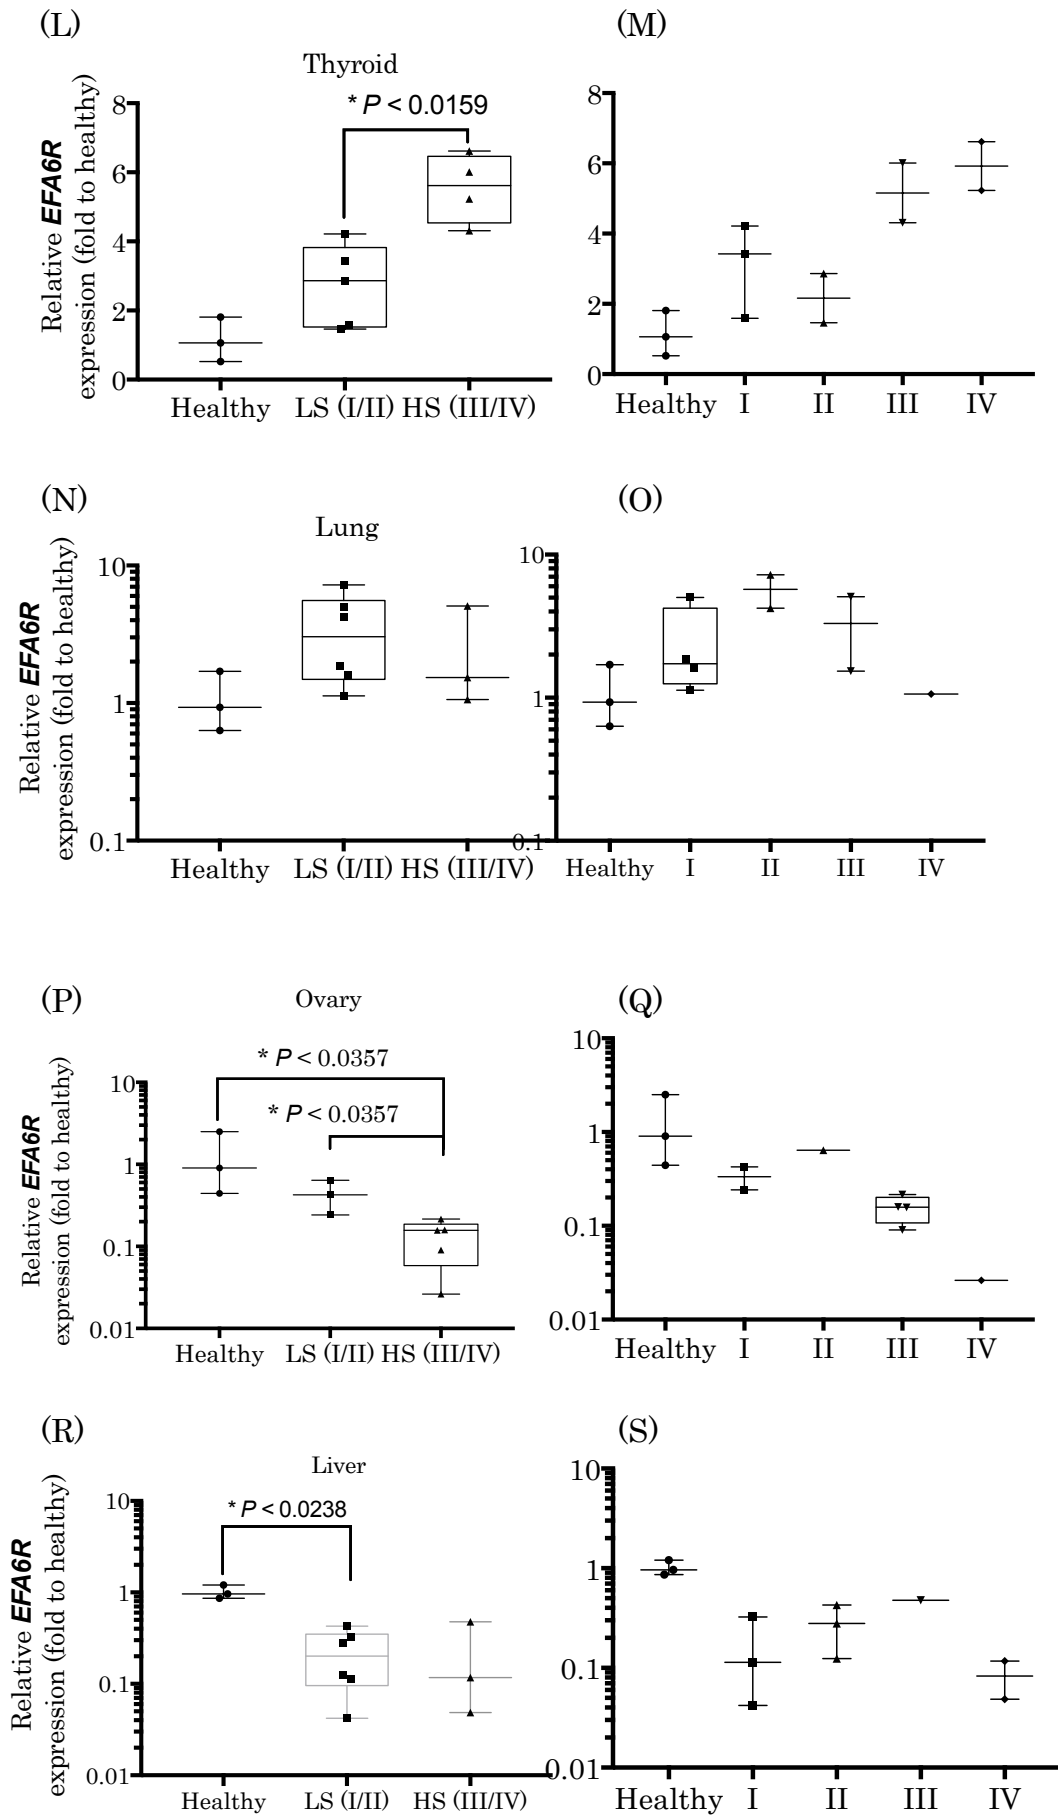 (L)
(M)
Thyroid
* P < 0.0159
Relative EFA6R
expression (fold to healthy)
8
6
4
2
0
Healthy LS (I/II) HS (III/IV)
8
6
4
2
0
Healthy I II III IV
(N)
(O)
Lung
Relative EFA6R
expression (fold to healthy)
10
1
0.1
Healthy LS (I/II) HS (III/IV)
10
1
0.1
Healthy I II III IV
(P)
(Q)
Ovary
* P < 0.0357
* P < 0.0357
Relative EFA6R
expression (fold to healthy)
10
1
0.1
0.01
Healthy LS (I/II) HS (III/IV)
10
1
0.1
0.01
Healthy I II III IV
(R)
(S)
Liver
* P < 0.0238
Relative EFA6R
expression (fold to healthy)
10
1
0.1
0.01
Healthy LS (I/II) HS (III/IV)
10
1
0.1
0.01
Healthy I II III IV